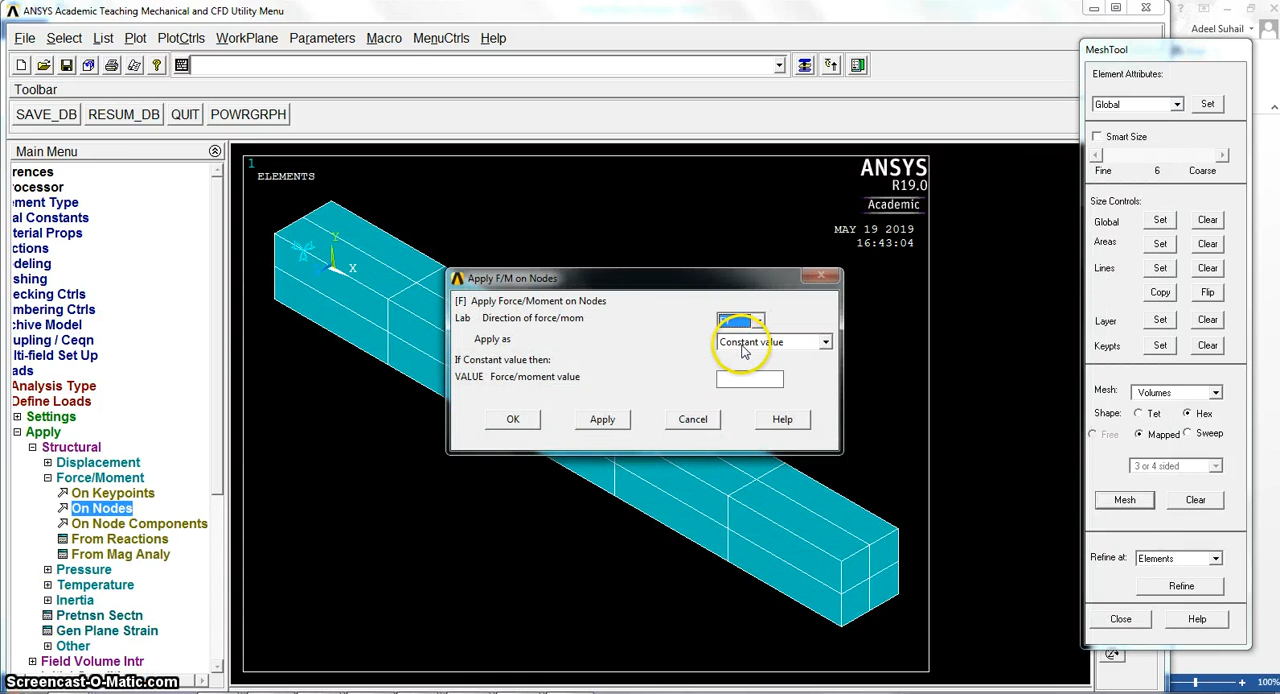 ANSYS Academic Teaching Mechanical and CFD Utility Menu
Adeel Suhail
File Select List Plot PlotCtrls WorkPlane Parameters Macro MenuCtrls Help
Toolbar
SAVE_DB RESUM_DB QUIT POWRGRPH
Main Menu
rences
rocessor
ement Type
al Constants
aterial Props
ctions
deling
shing
ecking Ctrls
mbering Ctrls
chive Model
upling / Ceqn
ulti-field Set Up
ads
Analysis Type
Define Loads
Settings
Apply
Structural
Displacement
Force/Moment
On Keypoints
On Nodes
On Node Components
From Reactions
From Mag Analy
Pressure
Temperature
Inertia
Pretnsn Sectn
Gen Plane Strain
Other
Field Volume Intr
1
ELEMENTS
ANSYS
R19.0
Academic
MAY 19 2019
16:43:04
Y
X
Apply F/M on Nodes
[F] Apply Force/Moment on Nodes
Lab Direction of force/mom
Apply as Constant value
If Constant value then:
VALUE Force/moment value
OK Apply Cancel Help
MeshTool
Element Attributes:
Global Set
Smart Size
Fine 6 Coarse
Size Controls:
Global Set Clear
Areas Set Clear
Lines Set Clear
Copy Flip
Layer Set Clear
Keypts Set Clear
Mesh: Volumes
Shape: Tet Hex
Free Mapped Sweep
3 or 4 sided
Mesh Clear
Refine at: Elements
Refine
Close Help
100%
Screencast-O-Matic.com